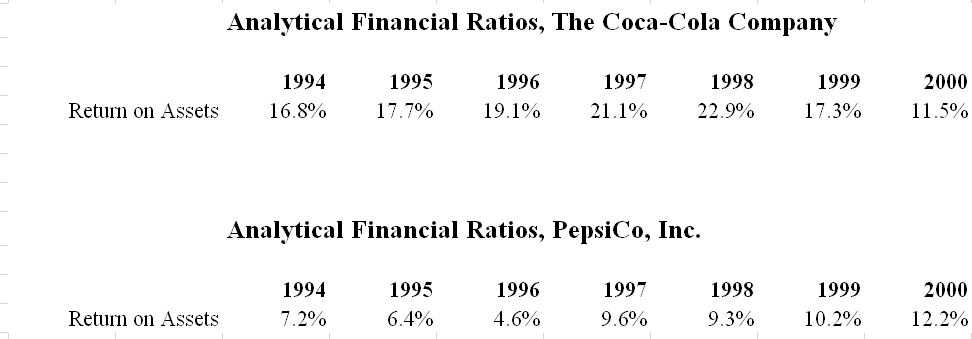 Analytical Financial Ratios, The Coca-Cola Company
1994 1995 1996 1997 1998 1999 2000
Return on Assets 16.8% 17.7% 19.1% 21.1% 22.9% 17.3% 11.5%
Analytical Financial Ratios, PepsiCo, Inc.
1994 1995 1996 1997 1998 1999 2000
Return on Assets 7.2% 6.4% 4.6% 9.6% 9.3% 10.2% 12.2%